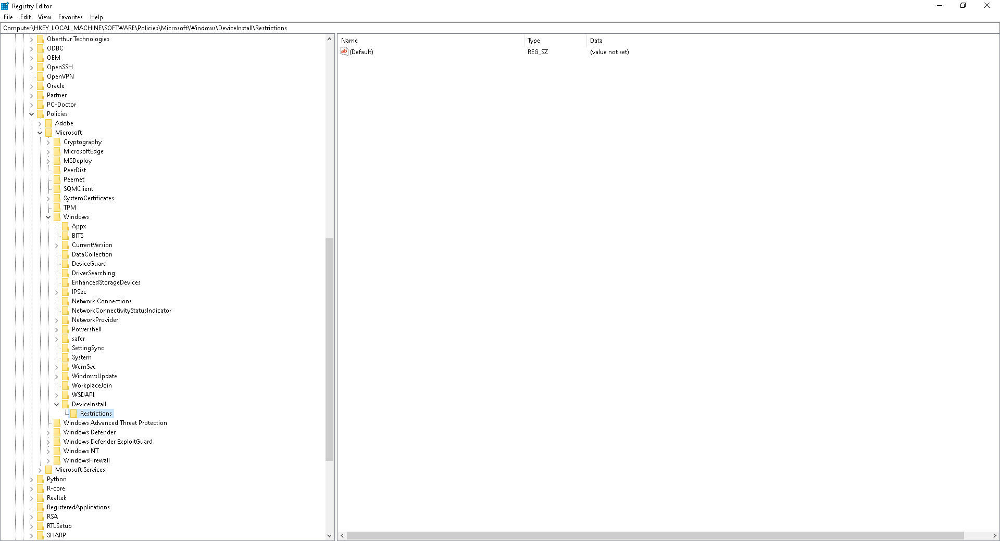 Registry Editor
File Edit View Favorites Help
Computer\HKEY_LOCAL_MACHINE\SOFTWARE\Policies\Microsoft\Windows\DeviceInstall\Restrictions
Oberthur Technologies
ODBC
OEM
OpenSSH
OpenVPN
Oracle
Partner
PC-Doctor
Policies
Adobe
Microsoft
Cryptography
MicrosoftEdge
MSDeploy
PeerDist
Peernet
SQMClient
SystemCertificates
TPM
Windows
Appx
BITS
CurrentVersion
DataCollection
DeviceGuard
DriverSearching
EnhancedStorageDevices
IPSec
Network Connections
NetworkConnectivityStatusIndicator
NetworkProvider
Powershell
safer
SettingSync
System
WcmSvc
WindowsUpdate
WorkplaceJoin
WSDAPI
DeviceInstall
Restrictions
Windows Advanced Threat Protection
Windows Defender
Windows Defender ExploitGuard
Windows NT
WindowsFirewall
Microsoft Services
Python
R-core
Realtek
RegisteredApplications
RSA
RTLSetup
SHARP
Name Type Data
ab (Default) REG_SZ (value not set)